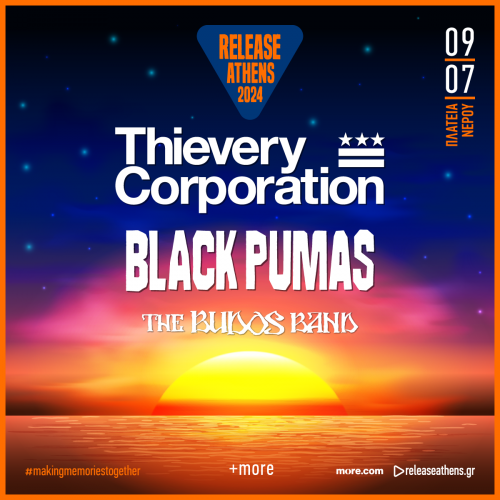 RELEASE
ATHENS
2024
09
07
ΠΛΑΤΕΙΑ
ΝΕΡΟΥ
Thievery
Corporation
BLACK PUMAS
THE BUDOS BAND
#makingmemoriestogether
+more
more.com
releaseathens.gr